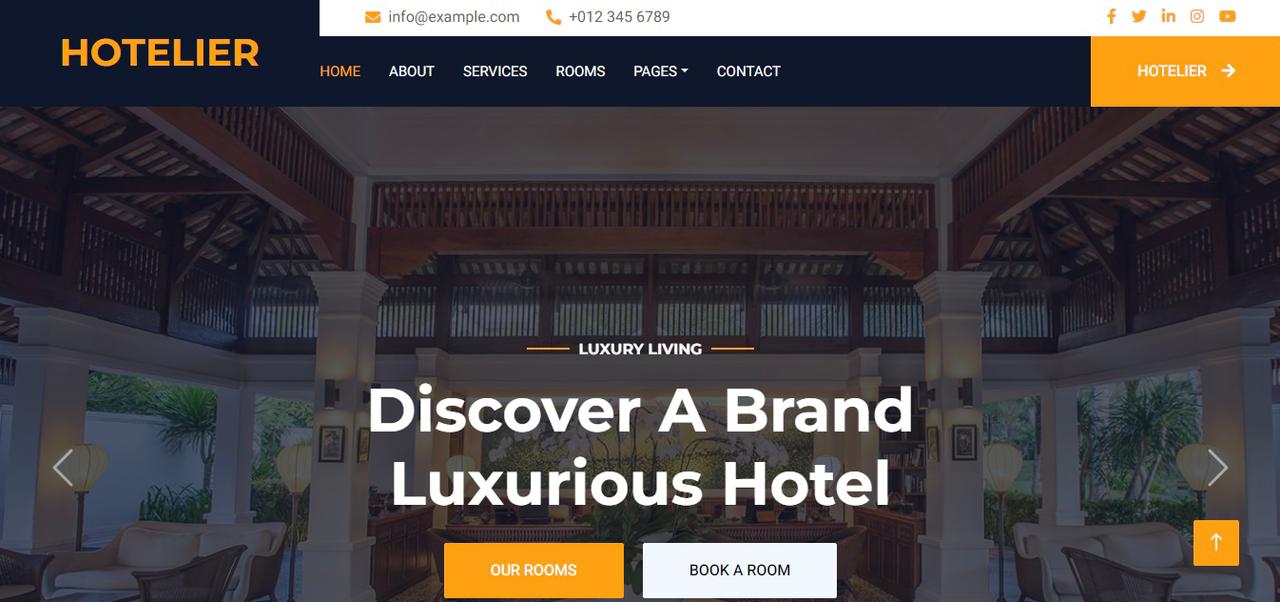 HOTELIER
info@example.com +012 345 6789
HOME ABOUT SERVICES ROOMS PAGES CONTACT
HOTELIER
LUXURY LIVING
Discover A Brand
Luxurious Hotel
OUR ROOMS BOOK A ROOM